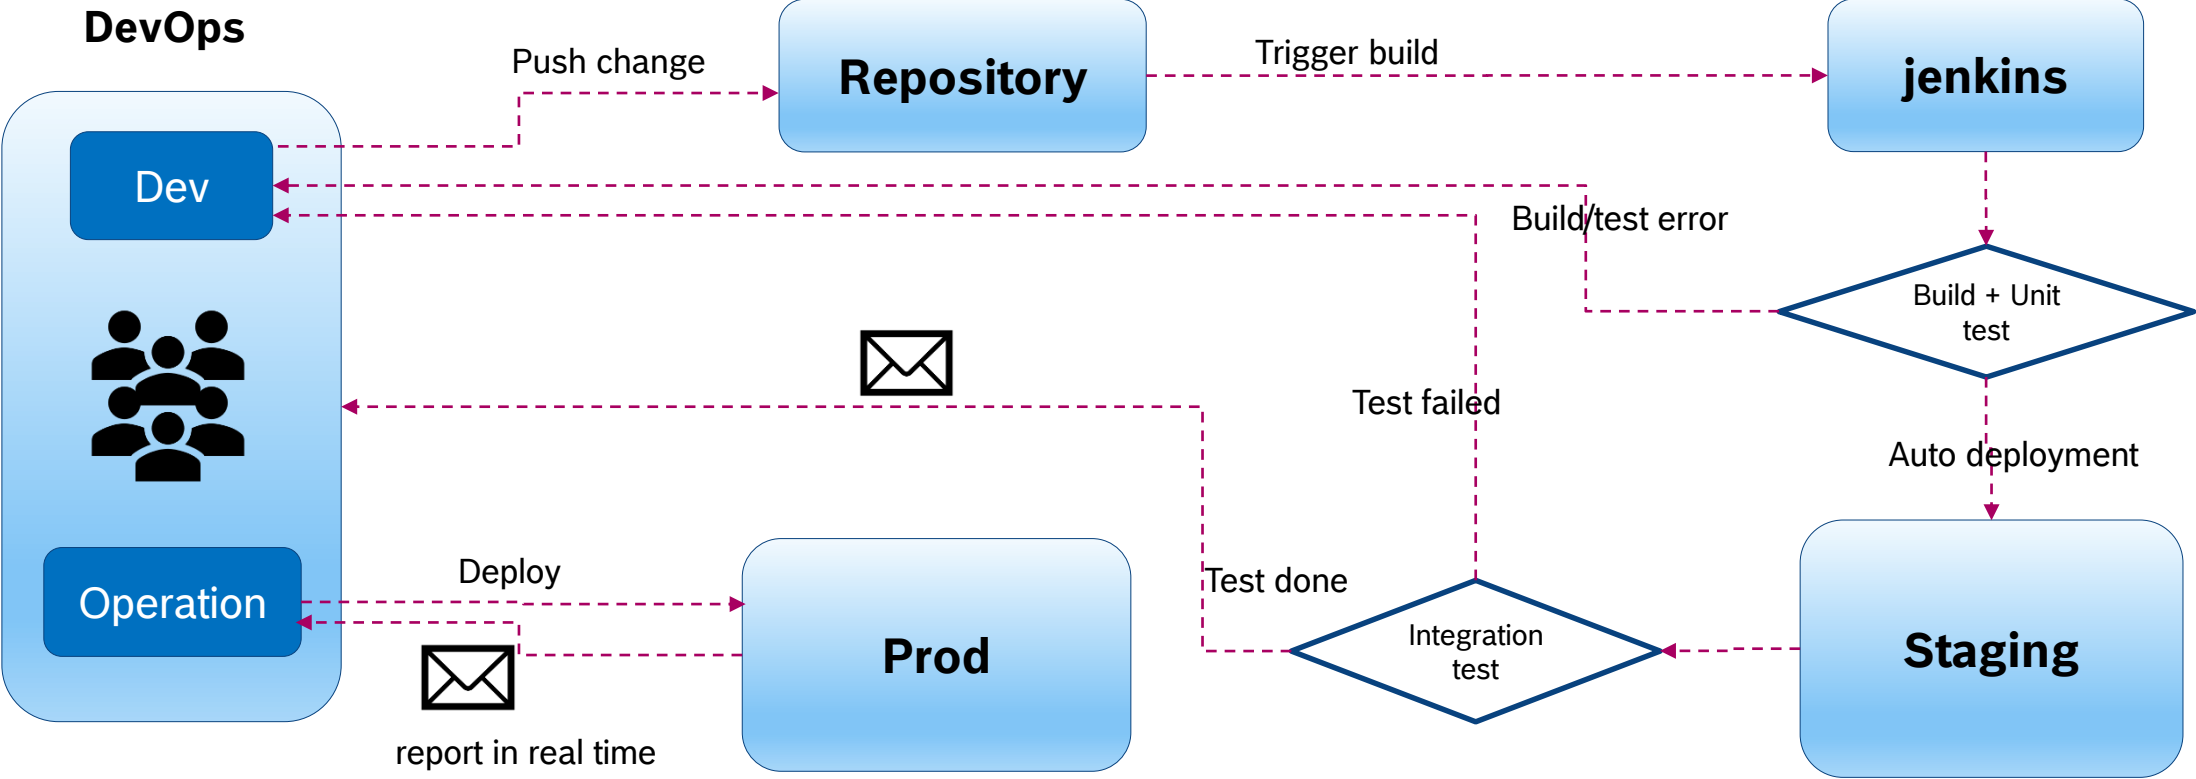 DevOps
Push change
Repository
Trigger build
jenkins
Dev
Build/test error
Build + Unit
test
Test failed
Auto deployment
Operation
Deploy
Prod
Test done
Integration
test
Staging
report in real time